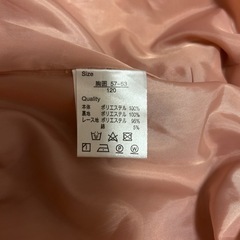 Size
胸囲 57-63
120
Quality
本体 ポリエステル 100%
裏地 ポリエステル 100%
レース地 ポリエステル 95%
綿 5%